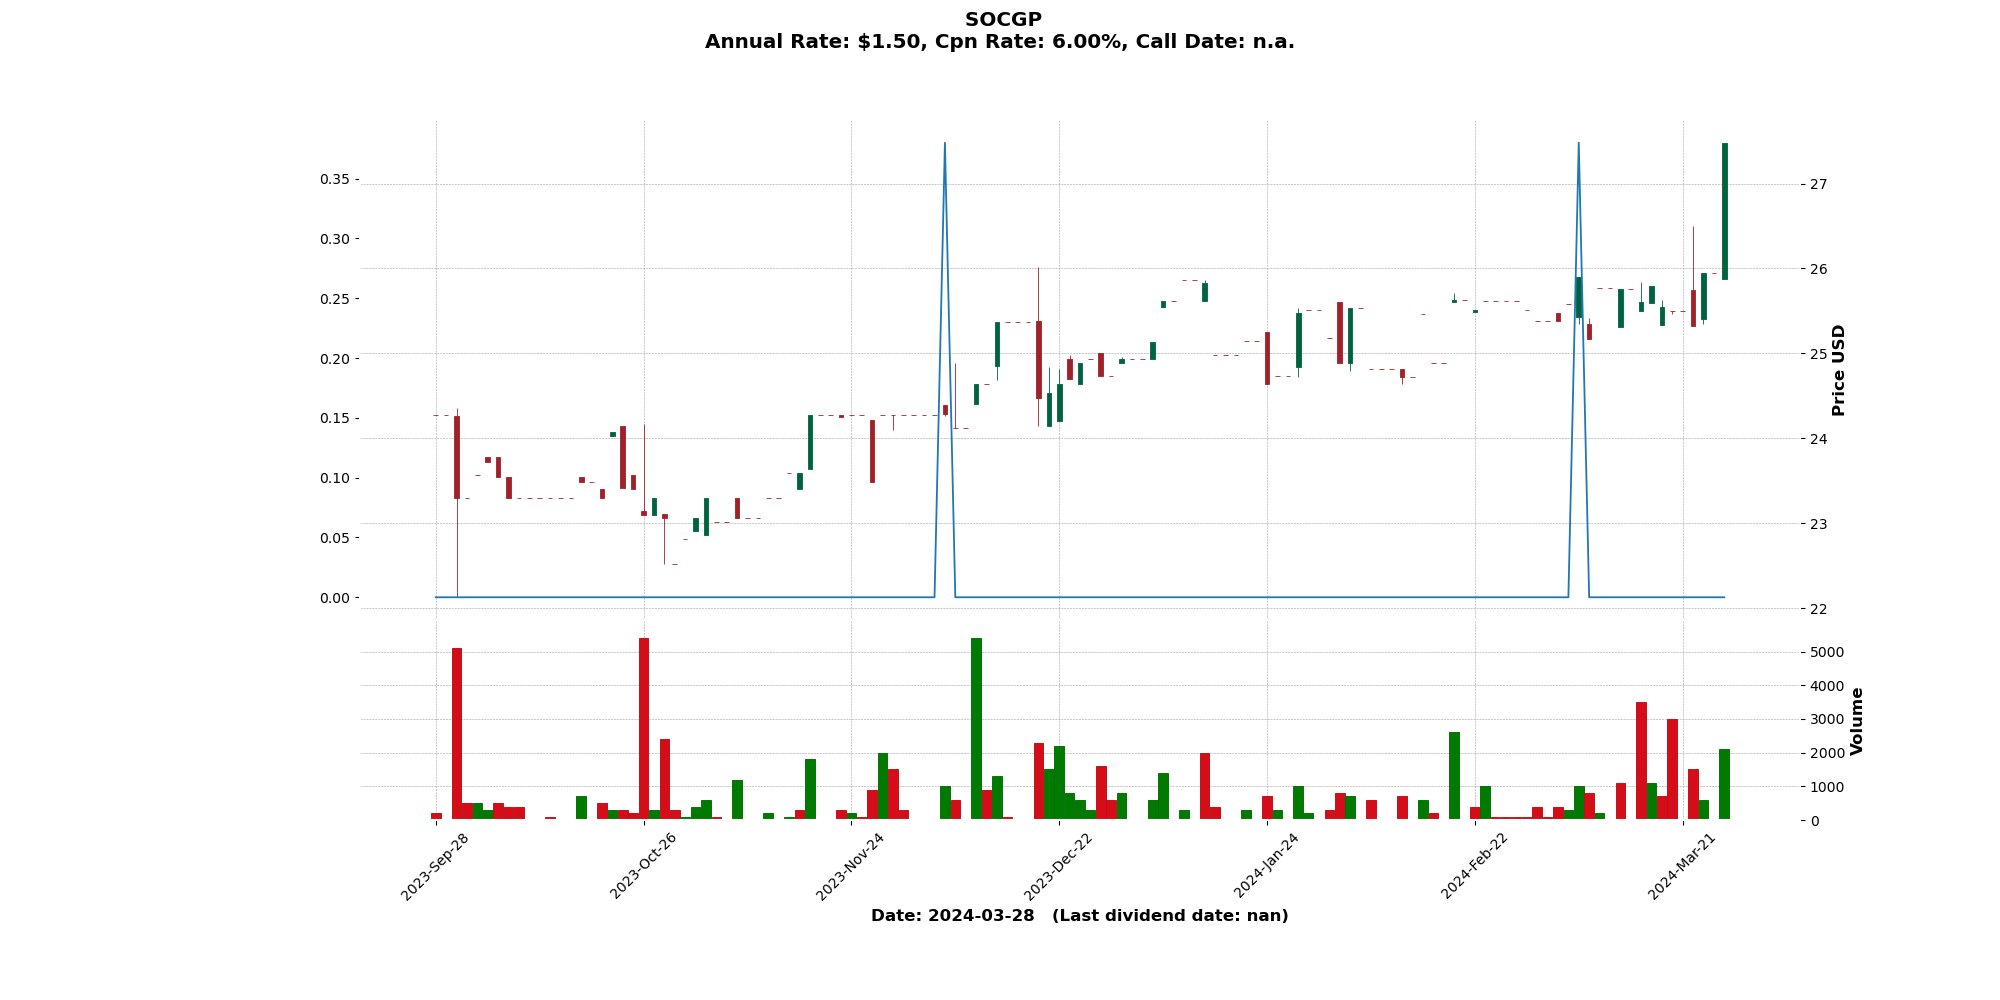 SOCGP
Annual Rate: $1.50, Cpn Rate: 6.00%, Call Date: n.a.
0.35
0.30
0.25
0.20
0.15
0.10
0.05
0.00
27
26
25
24
23
22
Price USD
5000
4000
3000
2000
1000
0
Volume
2023-Sep-28
2023-Oct-26
2023-Nov-24
2023-Dec-22
2024-Jan-24
2024-Feb-22
2024-Mar-21
Date: 2024-03-28   (Last dividend date: nan)